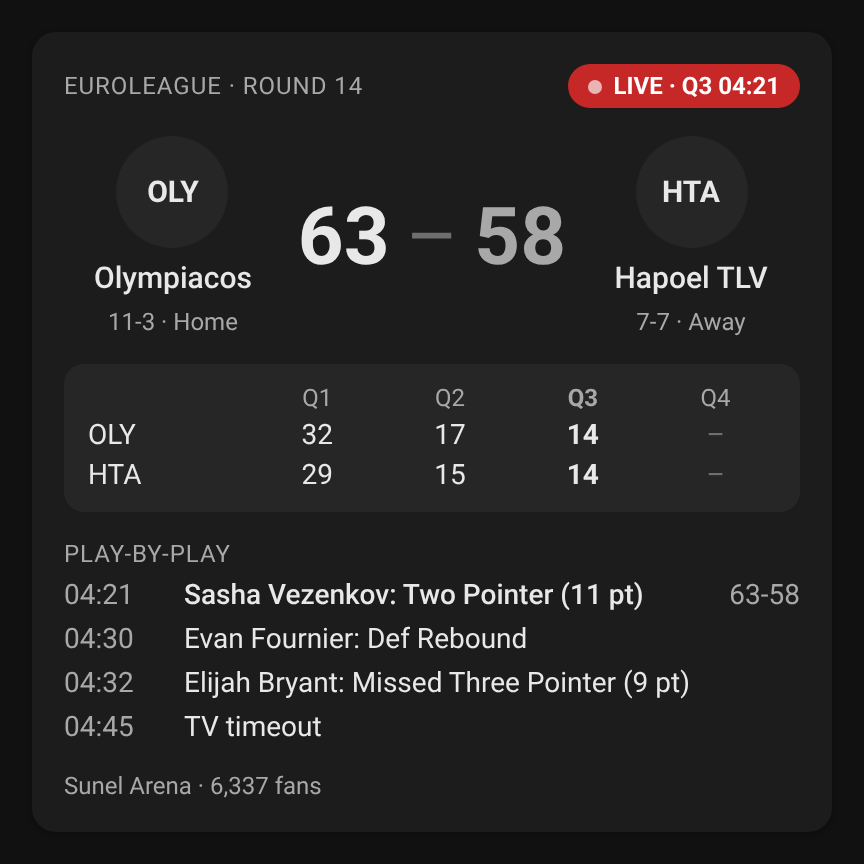 EUROLEAGUE · ROUND 14
LIVE · Q3 04:21
OLY
Olympiacos
11-3 · Home
63 – 58
HTA
Hapoel TLV
7-7 · Away
Q1 Q2 Q3 Q4
OLY 32 17 14 –
HTA 29 15 14 –
PLAY-BY-PLAY
04:21 Sasha Vezenkov: Two Pointer (11 pt) 63-58
04:30 Evan Fournier: Def Rebound
04:32 Elijah Bryant: Missed Three Pointer (9 pt)
04:45 TV timeout
Sunel Arena · 6,337 fans